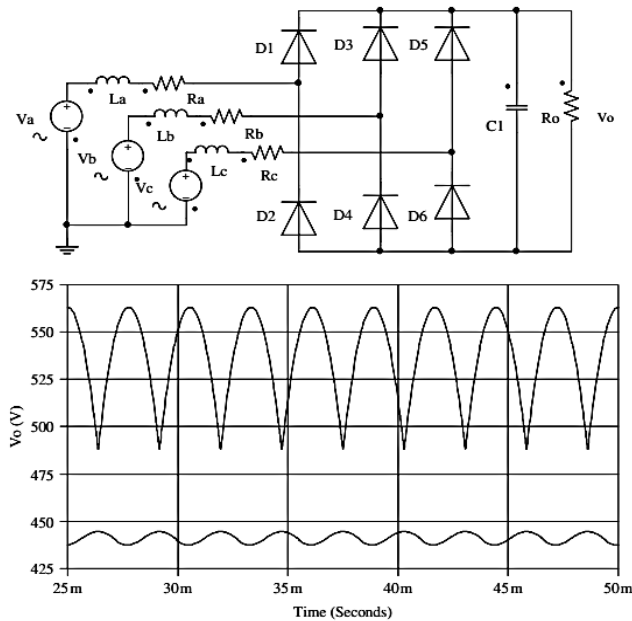 D1 D3 D5
La Ra
Va
Lb Rb
C1 Ro Vo
Vb
Lc Rc
Vc
D2 D4 D6
575
550
525
500
475
450
425
Vo (V)
25m 30m 35m 40m 45m 50m
Time (Seconds)